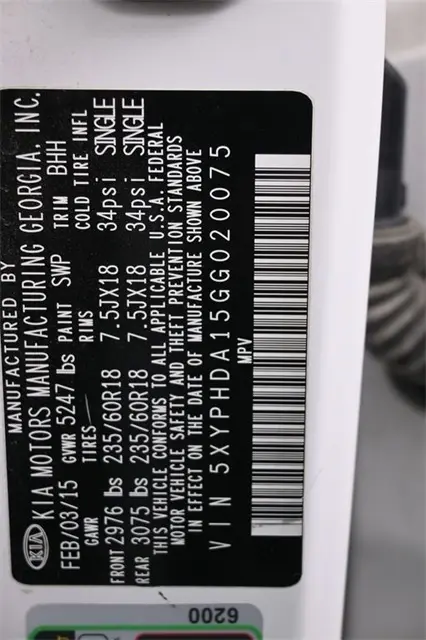 MANUFACTURED BY
KIA KIA MOTORS MANUFACTURING GEORGIA, INC.
FEB/03/15 GVWR 5247 lbs PAINT SWP TRIM BHH
GAWR TIRES RIMS COLD TIRE INFL
FRONT 2976 lbs 235/60R18 7.5JX18 34psi SINGLE
REAR 3075 lbs 235/60R18 7.5JX18 34psi SINGLE
THIS VEHICLE CONFORMS TO ALL APPLICABLE U.S.A. FEDERAL
MOTOR VEHICLE SAFETY AND THEFT PREVENTION STANDARDS
IN EFFECT ON THE DATE OF MANUFACTURE SHOWN ABOVE
VIN 5XYPHDA15GG020075
MPV
6200